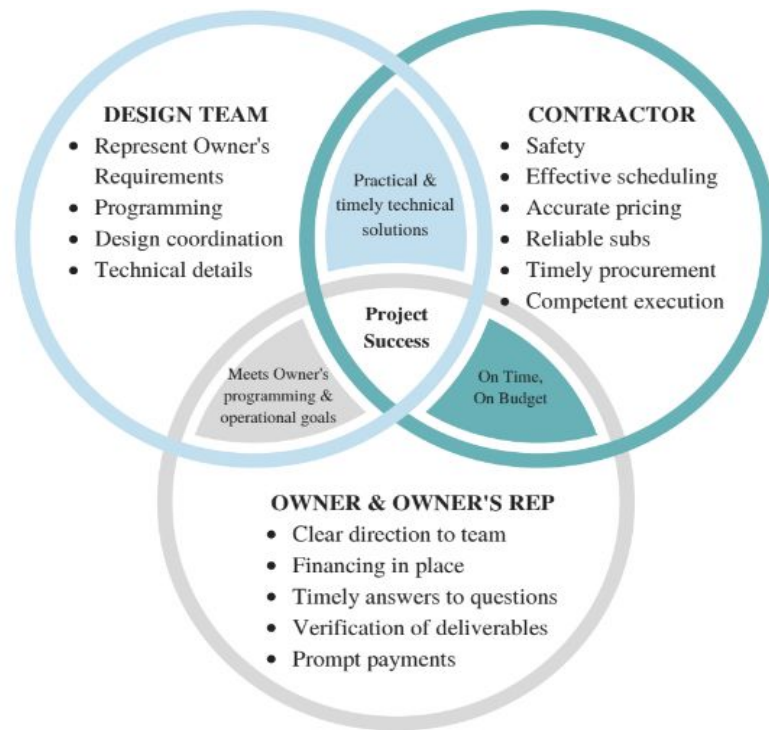 DESIGN TEAM
• Represent Owner's
Requirements
• Programming
• Design coordination
• Technical details
Practical &
timely technical
solutions
CONTRACTOR
• Safety
• Effective scheduling
• Accurate pricing
• Reliable subs
• Timely procurement
• Competent execution
Project
Success
Meets Owner's
programming &
operational goals
On Time,
On Budget
OWNER & OWNER'S REP
• Clear direction to team
• Financing in place
• Timely answers to questions
• Verification of deliverables
• Prompt payments